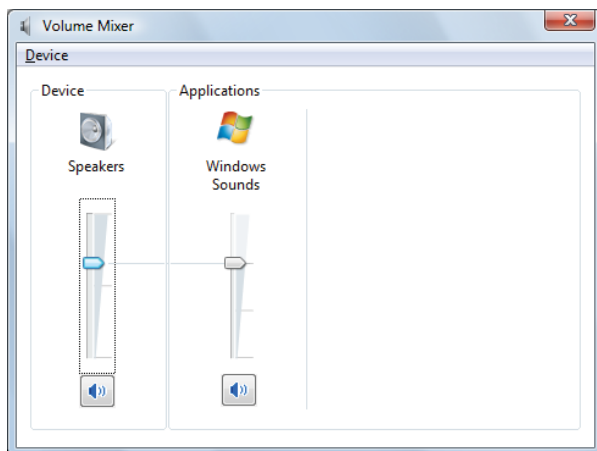 Volume Mixer
Device
Device
Applications
Speakers
Windows
Sounds